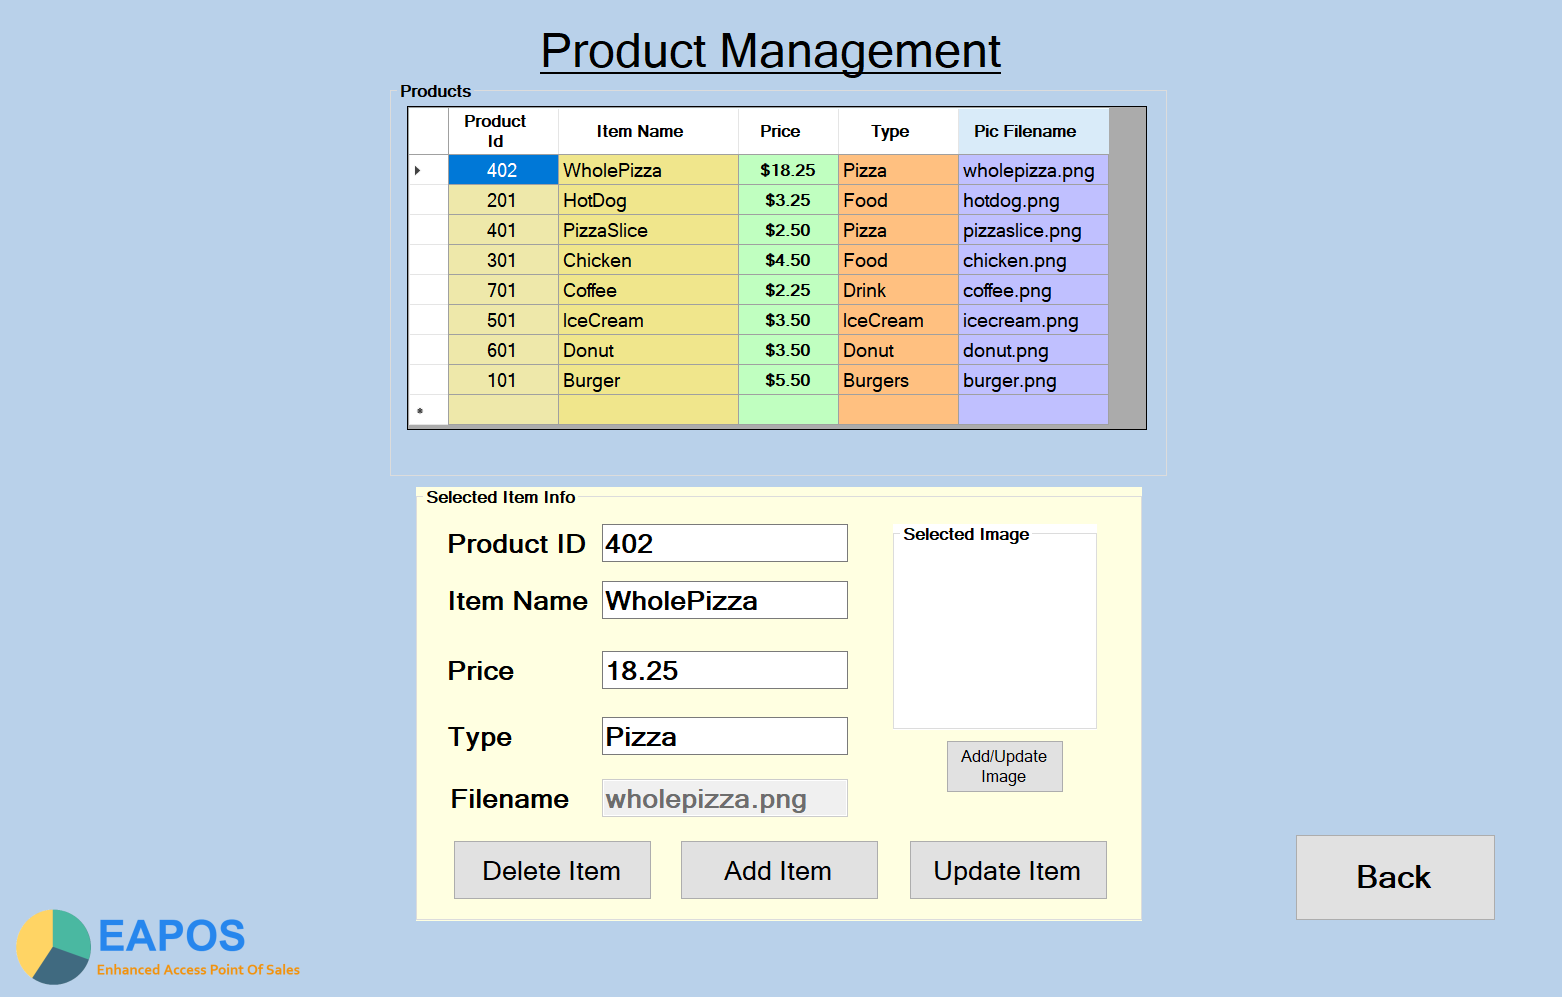 Product Management
Products
Product Id Item Name Price Type Pic Filename
402 WholePizza $18.25 Pizza wholepizza.png
201 HotDog $3.25 Food hotdog.png
401 PizzaSlice $2.50 Pizza pizzaslice.png
301 Chicken $4.50 Food chicken.png
701 Coffee $2.25 Drink coffee.png
501 IceCream $3.50 IceCream icecream.png
601 Donut $3.50 Donut donut.png
101 Burger $5.50 Burgers burger.png
Selected Item Info
Product ID 402
Item Name WholePizza
Price 18.25
Type Pizza
Filename wholepizza.png
Selected Image
Add/Update
Image
Delete Item Add Item Update Item
Back
EAPOS
Enhanced Access Point Of Sales